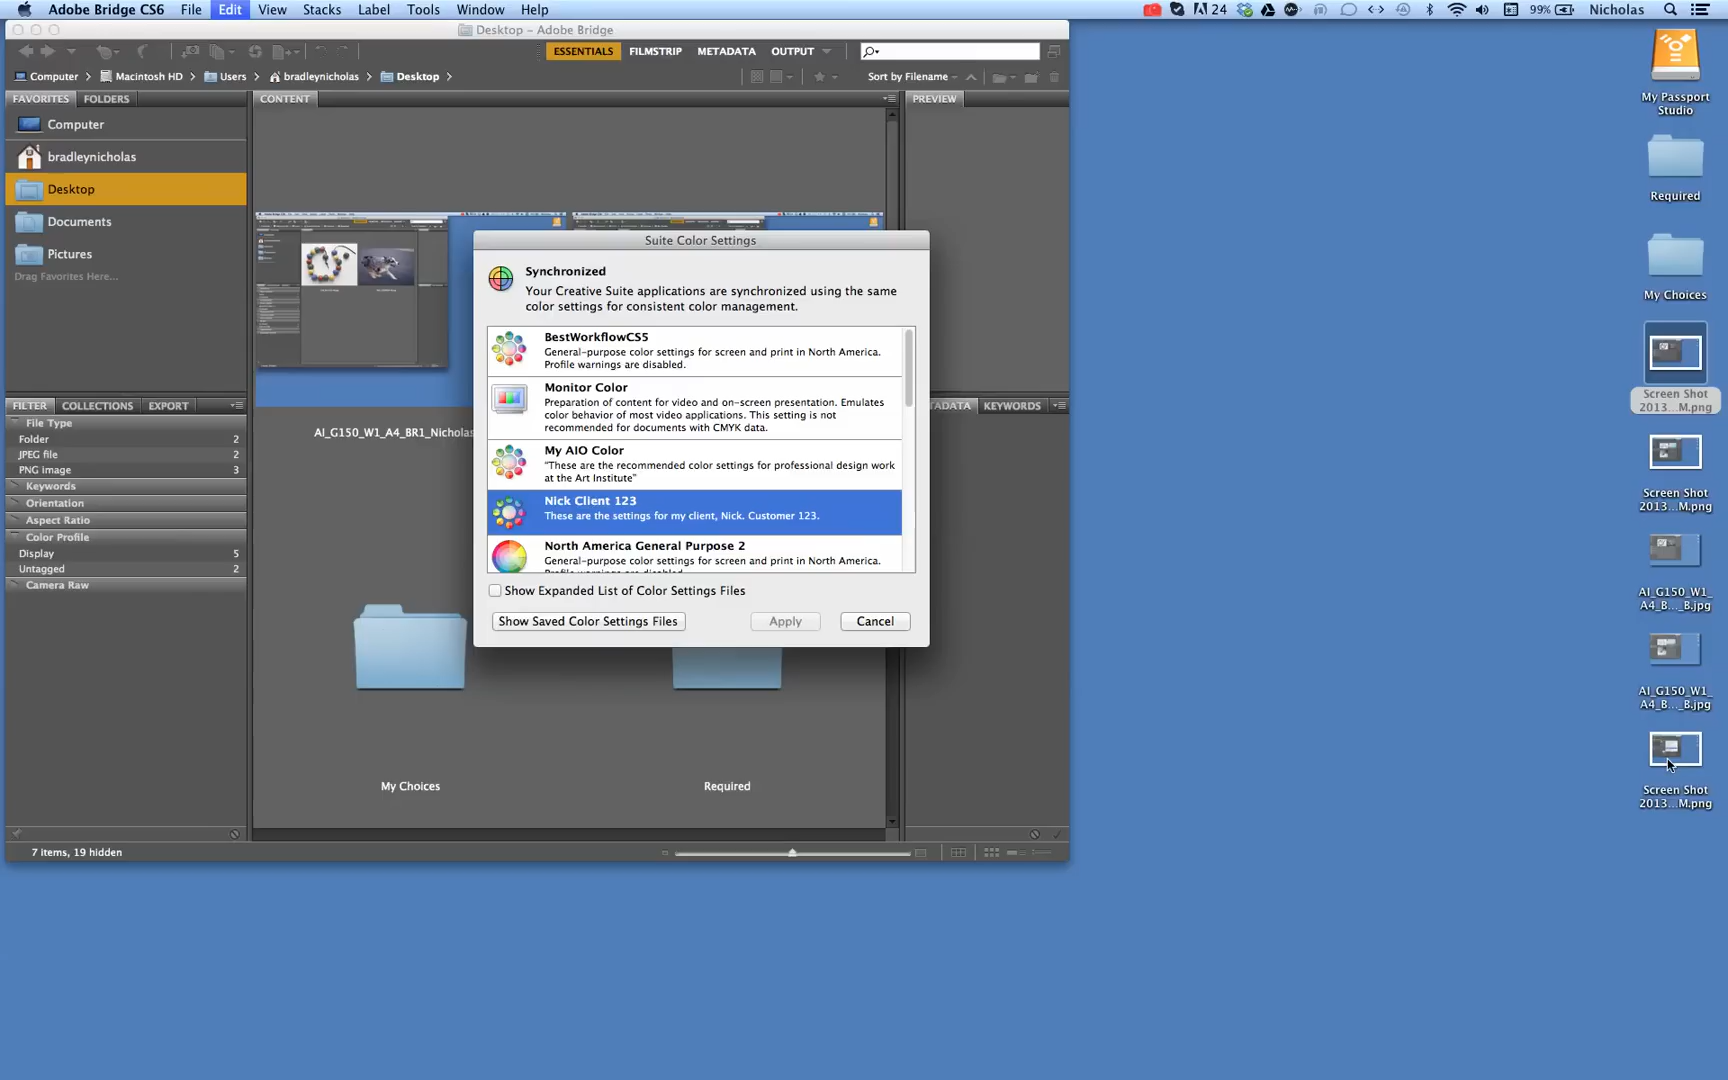 Adobe Bridge CS6 File Edit View Stacks Label Tools Window Help 24 99% Nicholas
Desktop – Adobe Bridge
ESSENTIALS FILMSTRIP METADATA OUTPUT
Computer Macintosh HD Users bradleynicholas Desktop Sort by Filename
FAVORITES FOLDERS CONTENT PREVIEW
Computer
bradleynicholas
Desktop
Documents
Pictures
Drag Favorites Here...
FILTER COLLECTIONS EXPORT
File Type
Folder 2
JPEG file 2
PNG image 3
Keywords
Orientation
Aspect Ratio
Color Profile
Display 5
Untagged 2
Camera Raw
7 items, 19 hidden
AI_G150_W1_A4_BR1_Nicholas
My Choices Required
ADATA KEYWORDS
Suite Color Settings
Synchronized
Your Creative Suite applications are synchronized using the same
color settings for consistent color management.
BestWorkflowCS5
General-purpose color settings for screen and print in North America.
Profile warnings are disabled.
Monitor Color
Preparation of content for video and on-screen presentation. Emulates
color behavior of most video applications. This setting is not
recommended for documents with CMYK data.
My AIO Color
"These are the recommended color settings for professional design work
at the Art Institute"
Nick Client 123
These are the settings for my client, Nick. Customer 123.
North America General Purpose 2
General-purpose color settings for screen and print in North America.
Profile warnings are disabled
Show Expanded List of Color Settings Files
Show Saved Color Settings Files Apply Cancel
My Passport
Studio
Required
My Choices
Screen Shot
2013...M.png
Screen Shot
2013...M.png
AI_G150_W1_
A4_B..._B.jpg
AI_G150_W1_
A4_B..._B.jpg
Screen Shot
2013...M.png